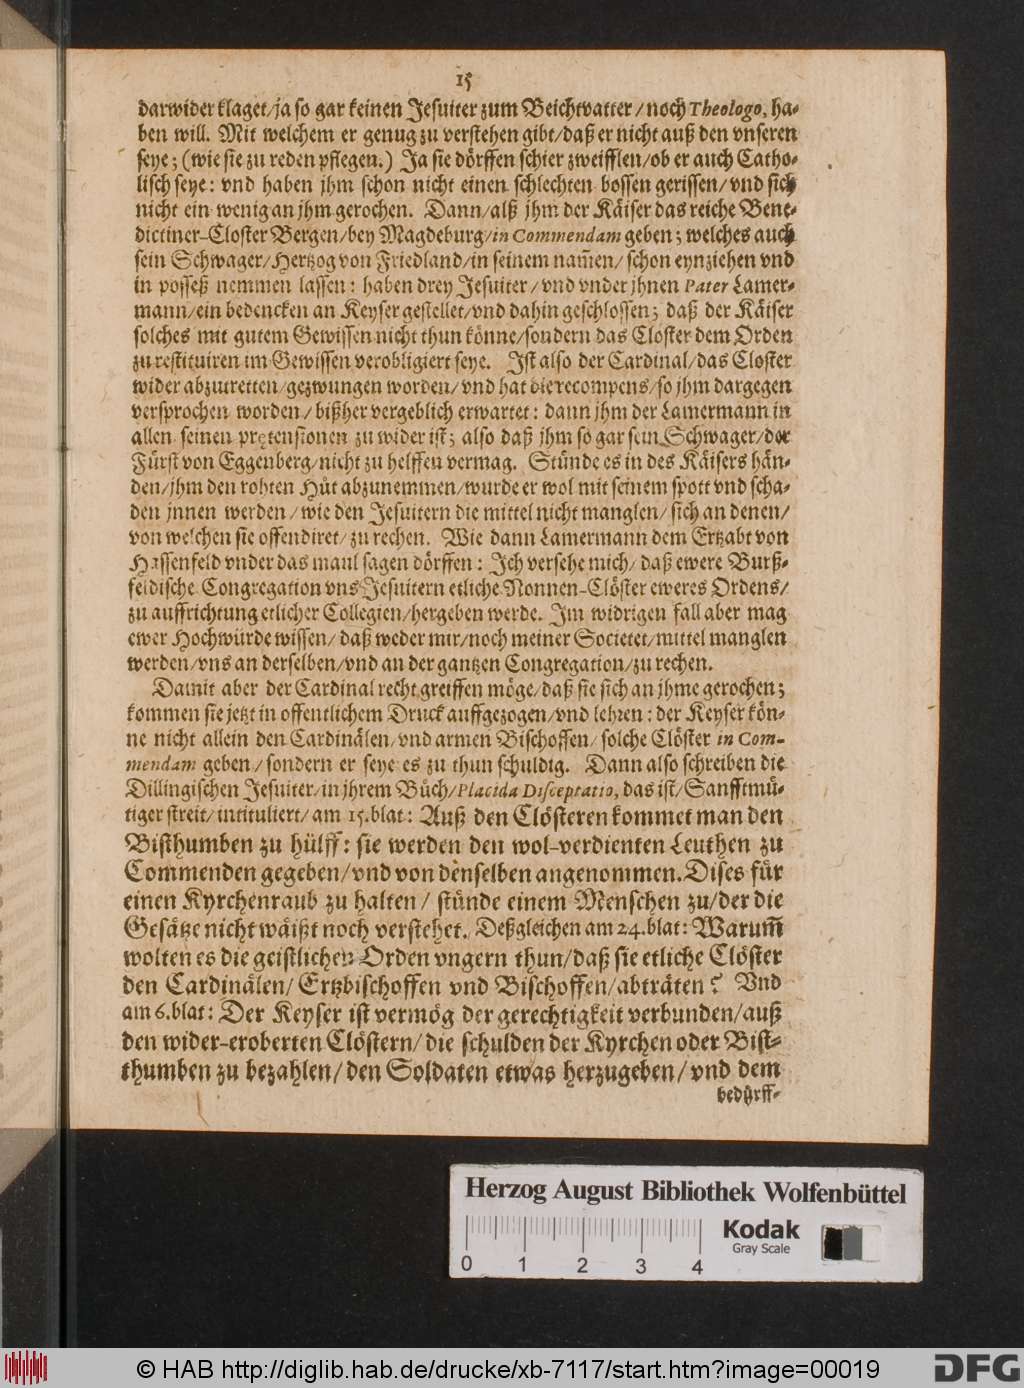 15
darwider klaget/ja so gar keinen Jesuiter zum Beichtvatter/noch Theologo, ha-
ben will. Mit welchem er genug zu verstehen gibt/daß er nicht auß den vnseren
seye; (wie sie zu reden pflegen.) Ja sie dörffen schier zweifflen/ob er auch Catho-
lisch seye: vnd haben jhm schon nicht einen schlechten bossen gerissen/vnd sich
nicht ein wenig an jhm gerochen. Dann/alß jhm der Käiser das reiche Bene-
dictiner-Closter Bergen/bey Magdeburg/in Commendam geben; welches auch
sein Schwager/Hertzog von Friedland/in seinem nam̃en/schon eynziehen vnd
in posseß nemmen lassen: haben drey Jesuiter/vnd vnder jhnen Pater Lamer-
mann/ein bedencken an Keyser gestellet/vnd dahin geschlossen; daß der Käiser
solches mit gutem Gewissen nicht thun könne/sondern das Closter dem Orden
zu restituiren im Gewissen verobligiert seye. Jst also der Cardinal/das Closter
wider abzutretten/gezwungen worden/vnd hat die recompens/so jhm dargegen
versprochen worden/bißher vergeblich erwartet: dann jhm der Lamermann in
allen seinen prętensionen zu wider ist; also daß jhm so gar sein Schwager/der
Fürst von Eggenberg/nicht zu helffen vermag. Stünde es in des Käisers hän-
den/jhm den rohten Hůt abzunemmen/wurde er wol mit seinem spott vnd scha-
den jnnen werden/wie den Jesuitern die mittel nicht manglen/sich an denen/
von welchen sie offendiret/zu rechen. Wie dann Lamermann dem Ertzabt von
Hassenfeld vnder das maul sagen dörffen: Jch versehe mich/daß ewere Burß-
feldische Congregation vns Jesuitern etliche Nonnen-Clöster eweres Ordens/
zu auffrichtung etlicher Collegien/hergeben werde. Jm widrigen fall aber mag
ewer Hochwürde wissen/daß weder mir/noch meiner Societet/mittel manglen
werden/vns an derselben/vnd an der gantzen Congregation/zu rechen.
Damit aber der Cardinal recht greiffen möge/daß sie sich an jhme gerochen;
kommen sie jetzt in offentlichem Druck auffgezogen/vnd lehren: der Keyser kön-
ne nicht allein den Cardinälen/vnd armen Bischoffen/solche Clöster in Com-
mendam geben/sondern er seye es zu thun schuldig. Dann also schreiben die
Dillingischen Jesuiter/in jhrem Bůch/Placida Disceptatio, das ist/Sanfftmü-
tiger streit/intituliert/am 15. blat: Auß den Clösteren kommet man den
Bisthumben zu hülff: sie werden den wol-verdienten Leuthen zu
Commenden gegeben/vnd von denselben angenommen. Dises für
einen Kyrchenraub zu halten/stünde einem Menschen zu/der die
Gesätze nicht wäißt noch verstehet. Deßgleichen am 24. blat: Warum̃
wolten es die geistlichen Orden vngern thun/daß sie etliche Clöster
den Cardinälen/Ertzbischoffen vnd Bischoffen/abträten? Vnd
am 6. blat: Der Keyser ist vermög der gerechtigkeit verbunden/auß
den wider-eroberten Clöstern/die schulden der Kyrchen oder Bist-
thumben zu bezahlen/den Soldaten etwas herzugeben/vnd dem
bedürff-
Herzog August Bibliothek Wolfenbüttel
Kodak
Gray Scale
0 1 2 3 4
© HAB http://diglib.hab.de/drucke/xb-7117/start.htm?image=00019
DFG